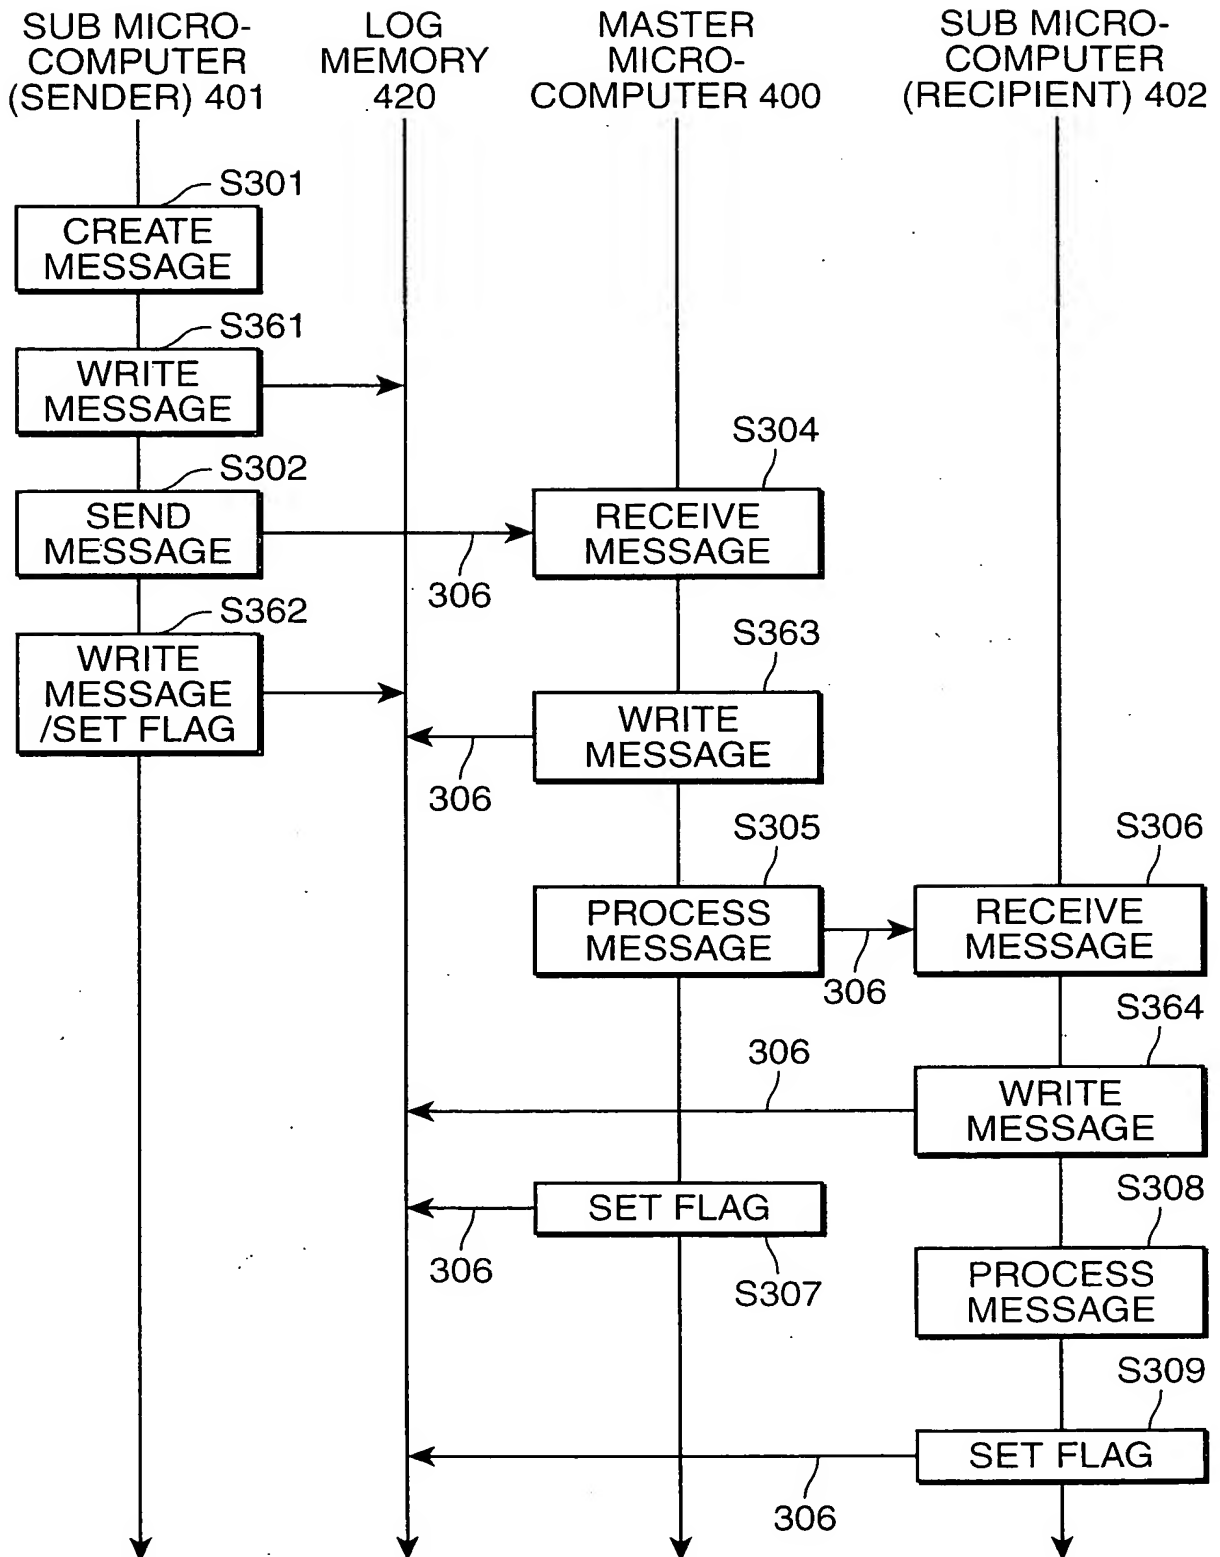 SUB MICRO-
COMPUTER
(SENDER) 401
LOG
MEMORY
420
MASTER
MICRO-
COMPUTER 400
SUB MICRO-
COMPUTER
(RECIPIENT) 402
S301
CREATE
MESSAGE
S361
WRITE
MESSAGE
S302
SEND
MESSAGE
306
S304
RECEIVE
MESSAGE
S362
WRITE
MESSAGE
/SET FLAG
S363
WRITE
MESSAGE
306
S305
PROCESS
MESSAGE
306
S306
RECEIVE
MESSAGE
S364
WRITE
MESSAGE
306
SET FLAG
306
S307
S308
PROCESS
MESSAGE
S309
SET FLAG
306